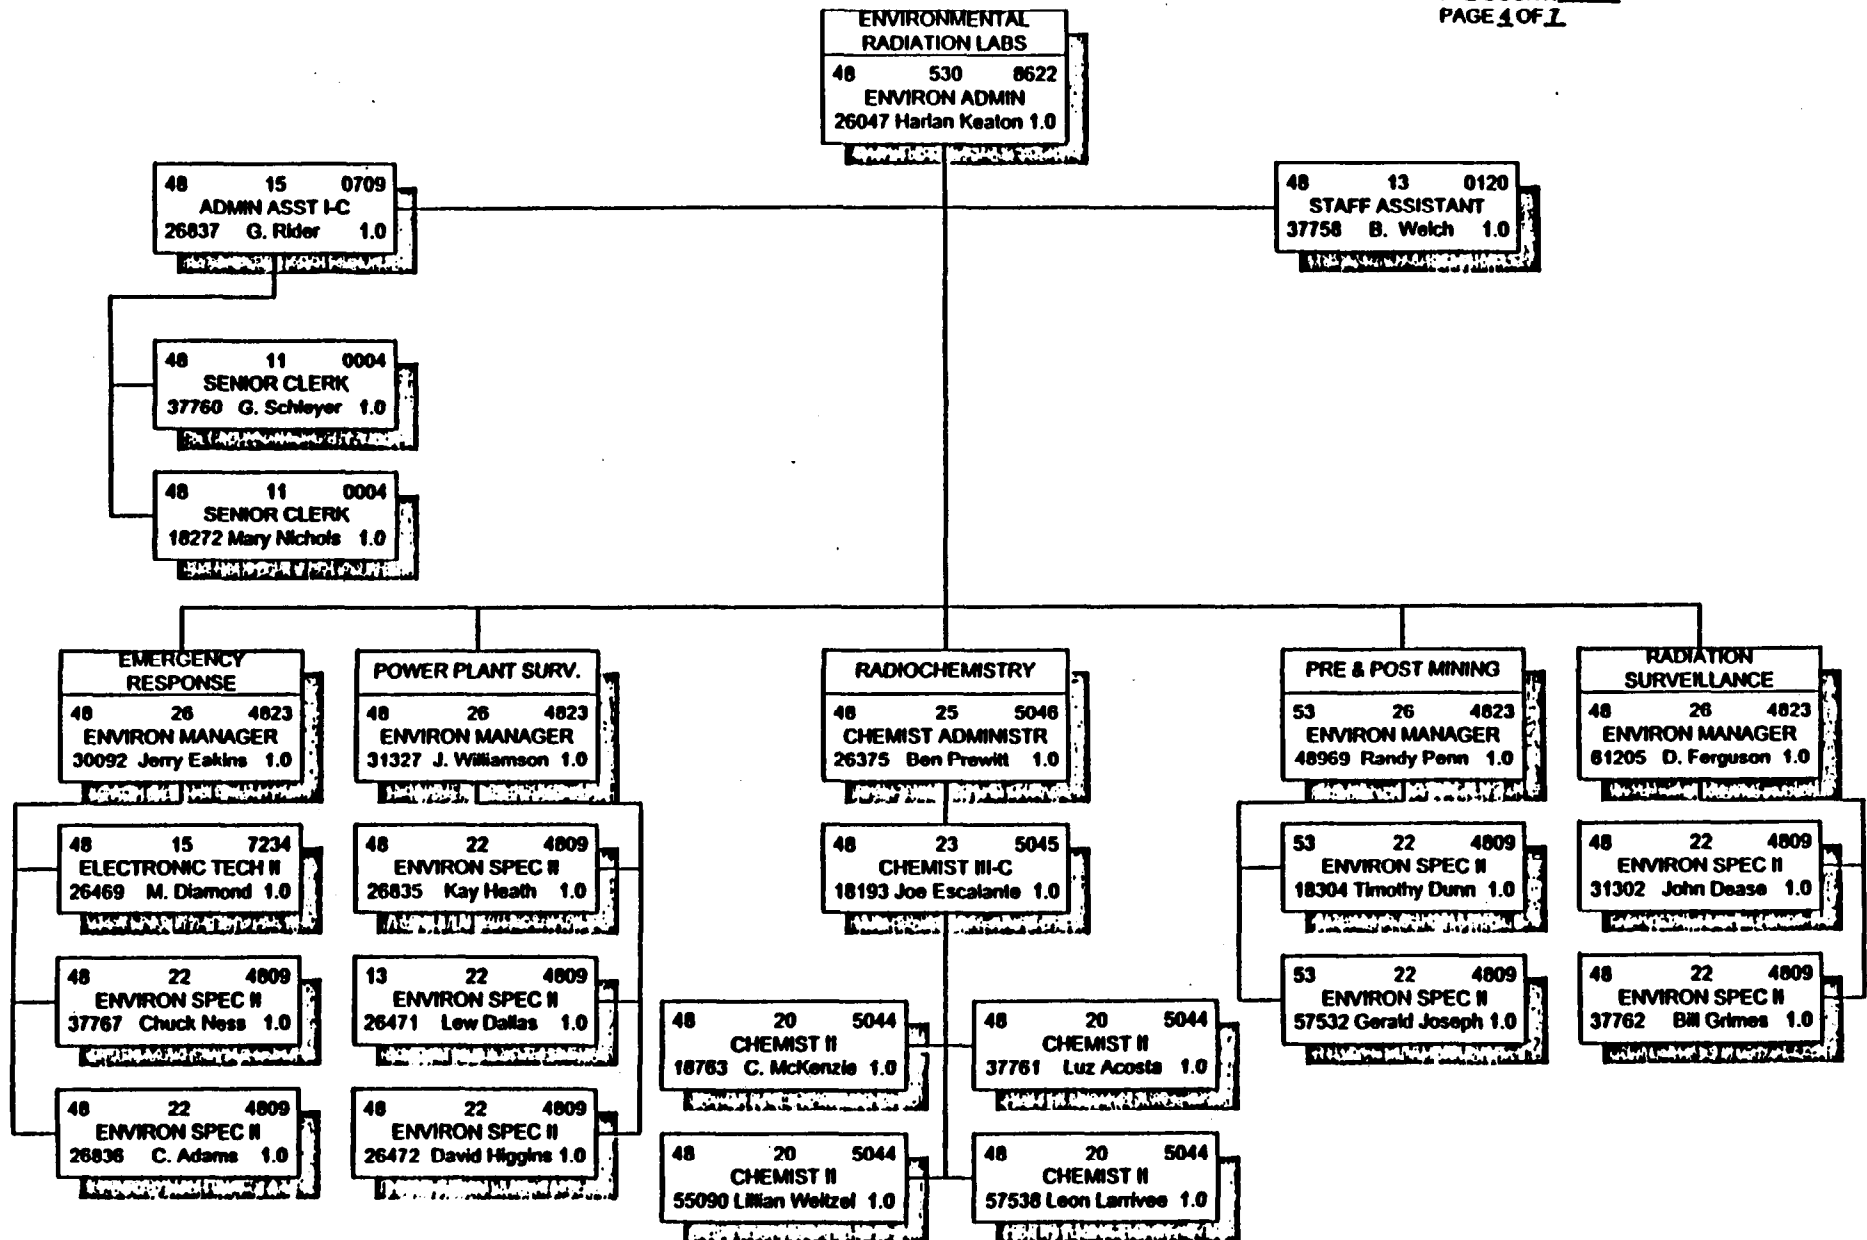 PAGE 4 OF 7
ENVIRONMENTAL
RADIATION LABS
48 530 8622
ENVIRON ADMIN
26047 Harlan Keaton 1.0
48 15 0709
ADMIN ASST I-C
26837 G. Rider 1.0
48 13 0120
STAFF ASSISTANT
37758 B. Welch 1.0
48 11 0004
SENIOR CLERK
37760 G. Schleyer 1.0
48 11 0004
SENIOR CLERK
18272 Mary Nichols 1.0
EMERGENCY
RESPONSE
48 26 4823
ENVIRON MANAGER
30092 Jerry Eakins 1.0
48 15 7234
ELECTRONIC TECH II
26469 M. Diamond 1.0
48 22 4809
ENVIRON SPEC II
37767 Chuck Ness 1.0
48 22 4809
ENVIRON SPEC II
26836 C. Adams 1.0
POWER PLANT SURV.
48 26 4823
ENVIRON MANAGER
31327 J. Williamson 1.0
48 22 4809
ENVIRON SPEC II
26835 Kay Heath 1.0
13 22 4809
ENVIRON SPEC II
26471 Lew Dallas 1.0
48 22 4809
ENVIRON SPEC II
26472 David Higgins 1.0
RADIOCHEMISTRY
48 25 5046
CHEMIST ADMINISTR
26375 Ben Prewitt 1.0
48 23 5045
CHEMIST III-C
18193 Joe Escalante 1.0
48 20 5044
CHEMIST II
18763 C. McKenzie 1.0
48 20 5044
CHEMIST II
37761 Luz Acosta 1.0
48 20 5044
CHEMIST II
55090 Lillian Weitzel 1.0
48 20 5044
CHEMIST II
57538 Leon Larrivee 1.0
PRE & POST MINING
53 26 4823
ENVIRON MANAGER
48969 Randy Penn 1.0
53 22 4809
ENVIRON SPEC II
18304 Timothy Dunn 1.0
53 22 4809
ENVIRON SPEC II
57532 Gerald Joseph 1.0
RADIATION
SURVEILLANCE
48 26 4823
ENVIRON MANAGER
61205 D. Ferguson 1.0
48 22 4809
ENVIRON SPEC II
31302 John Dease 1.0
48 22 4809
ENVIRON SPEC II
37762 Bill Grimes 1.0